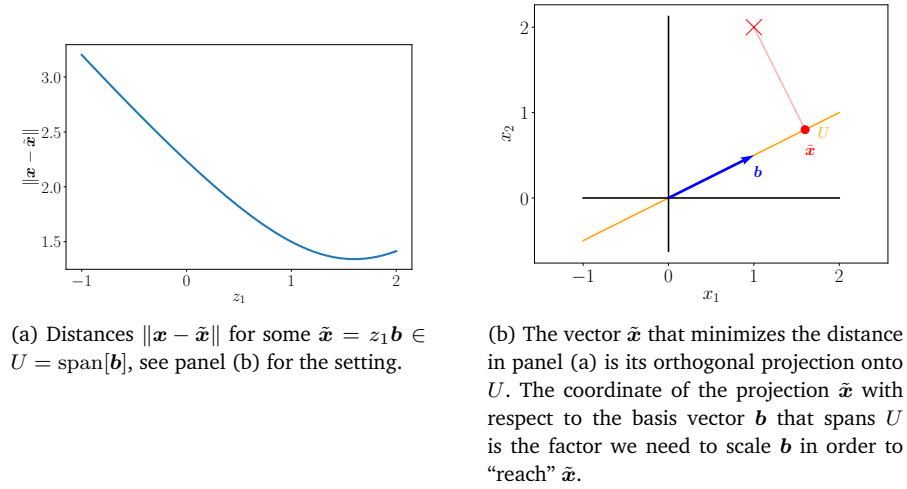 3.0
2.5
2.0
1.5
‖x − x̃‖
−1 0 1 2
z₁
2
1
0
x₂
U
x̃
b
−1 0 1 2
x₁
(a) Distances ‖x − x̃‖ for some x̃ = z₁b ∈
U = span[b], see panel (b) for the setting.
(b) The vector x̃ that minimizes the distance
in panel (a) is its orthogonal projection onto
U. The coordinate of the projection x̃ with
respect to the basis vector b that spans U
is the factor we need to scale b in order to
“reach” x̃.